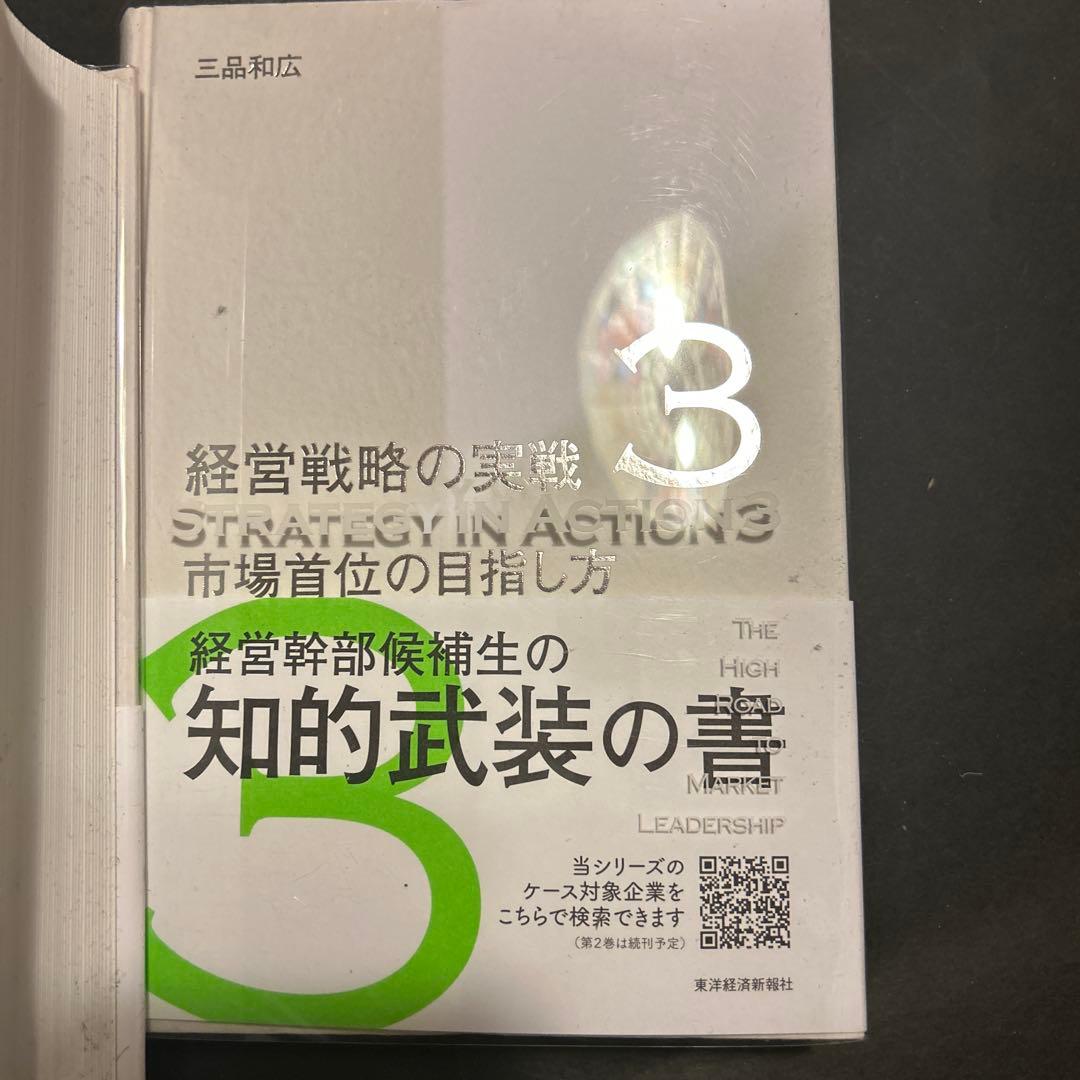 三品和広
3
経営戦略の実戦
STRATEGY IN ACTION 3
市場首位の目指し方
3
経営幹部候補生の
知的武装の書
THE
HIGH
ROAD
TO
MARKET
LEADERSHIP
当シリーズの
ケース対象企業を
こちらで検索できます
（第2巻は続刊予定）
東洋経済新報社